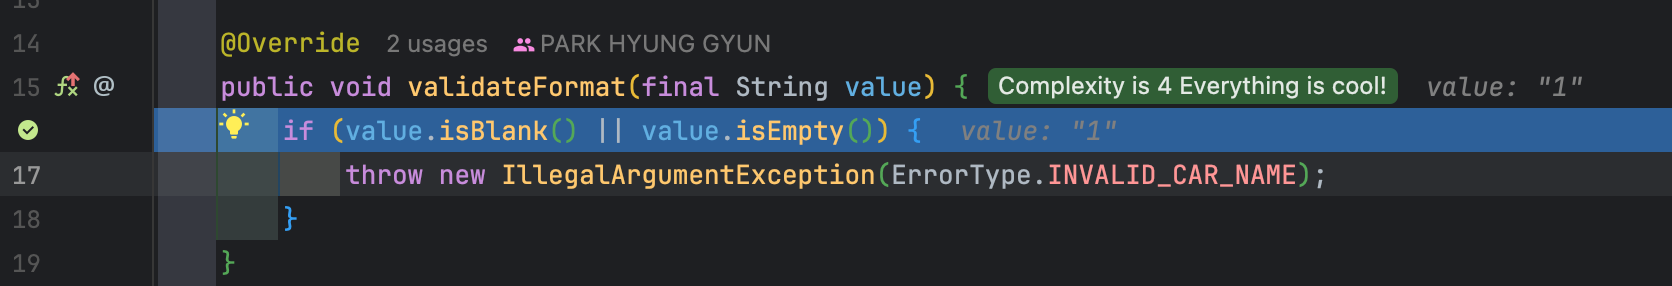 13
14 @Override 2 usages PARK HYUNG GYUN
15 @ public void validateFormat(final String value) { Complexity is 4 Everything is cool! value: "1"
if (value.isBlank() || value.isEmpty()) { value: "1"
17 throw new IllegalArgumentException(ErrorType.INVALID_CAR_NAME);
18 }
19 }